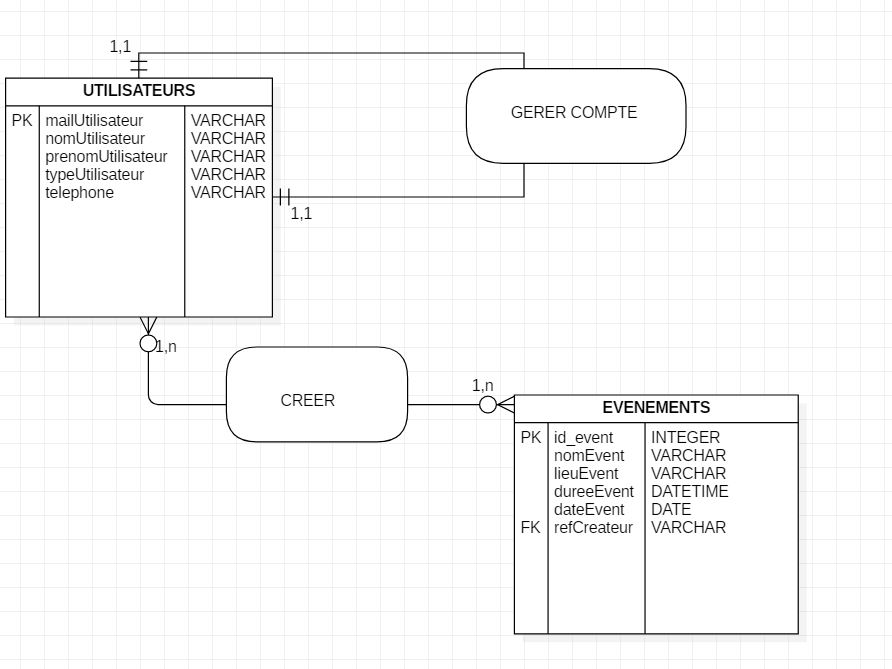 1,1
UTILISATEURS
PK mailUtilisateur VARCHAR
nomUtilisateur VARCHAR
prenomUtilisateur VARCHAR
typeUtilisateur VARCHAR
telephone VARCHAR
GERER COMPTE
1,1
1,n
CREER
1,n
EVENEMENTS
PK id_event INTEGER
nomEvent VARCHAR
lieuEvent VARCHAR
dureeEvent DATETIME
dateEvent DATE
FK refCreateur VARCHAR